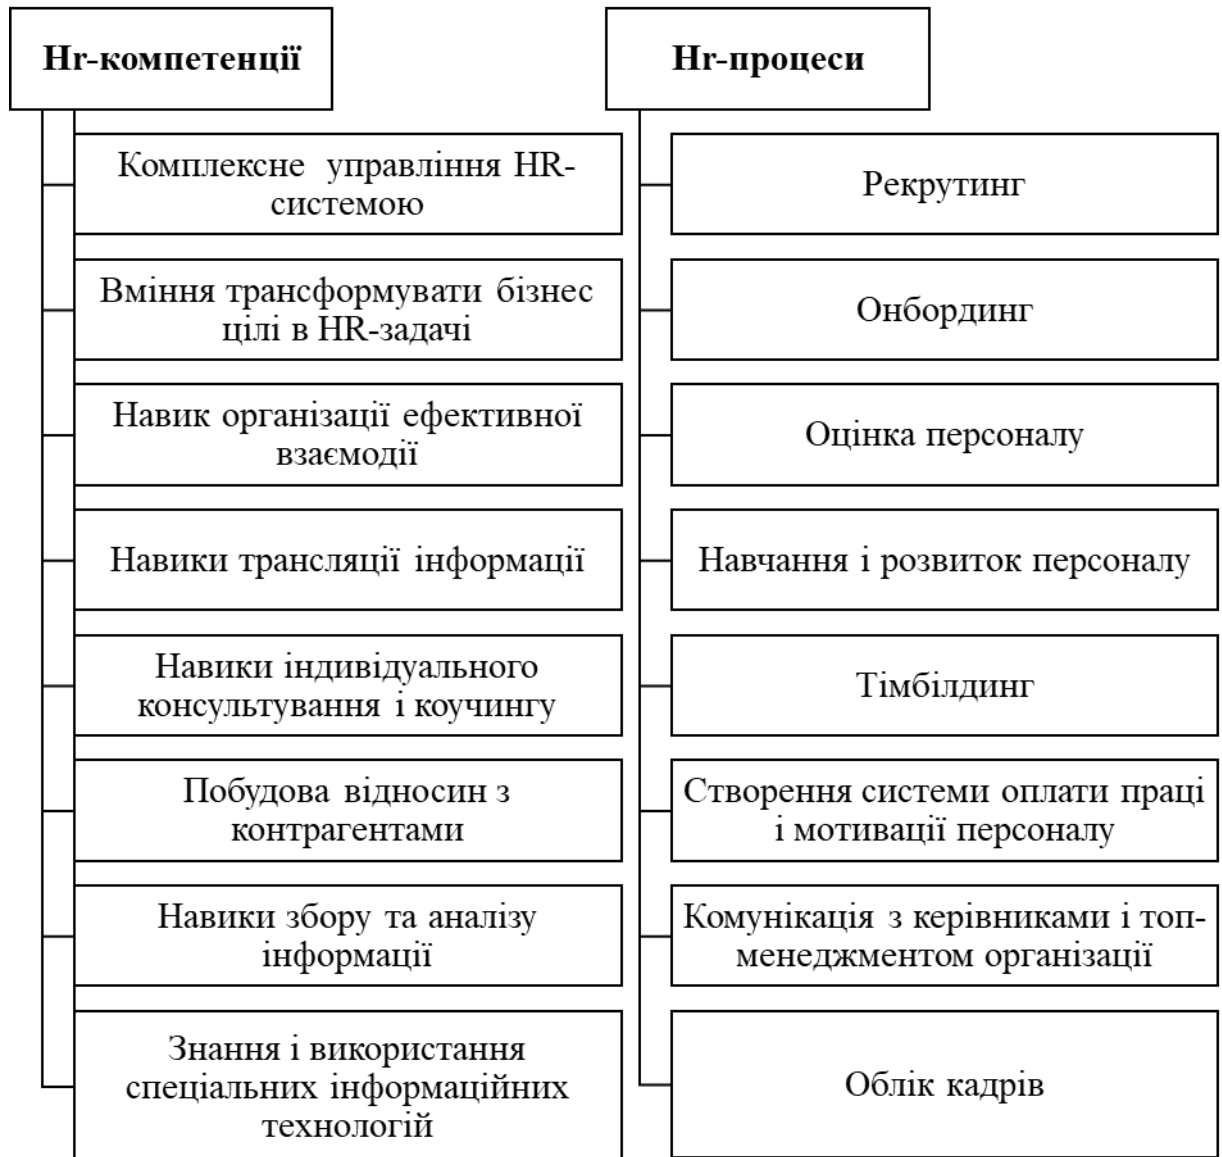 Hr-компетенції
Комплексне управління HR-
системою
Вміння трансформувати бізнес
цілі в HR-задачі
Навик організації ефективної
взаємодії
Навики трансляції інформації
Навики індивідуального
консультування і коучингу
Побудова відносин з
контрагентами
Навики збору та аналізу
інформації
Знання і використання
спеціальних інформаційних
технологій
Hr-процеси
Рекрутинг
Онбординг
Оцінка персоналу
Навчання і розвиток персоналу
Тімбілдинг
Створення системи оплати праці
і мотивації персоналу
Комунікація з керівниками і топ-
менеджментом організації
Облік кадрів